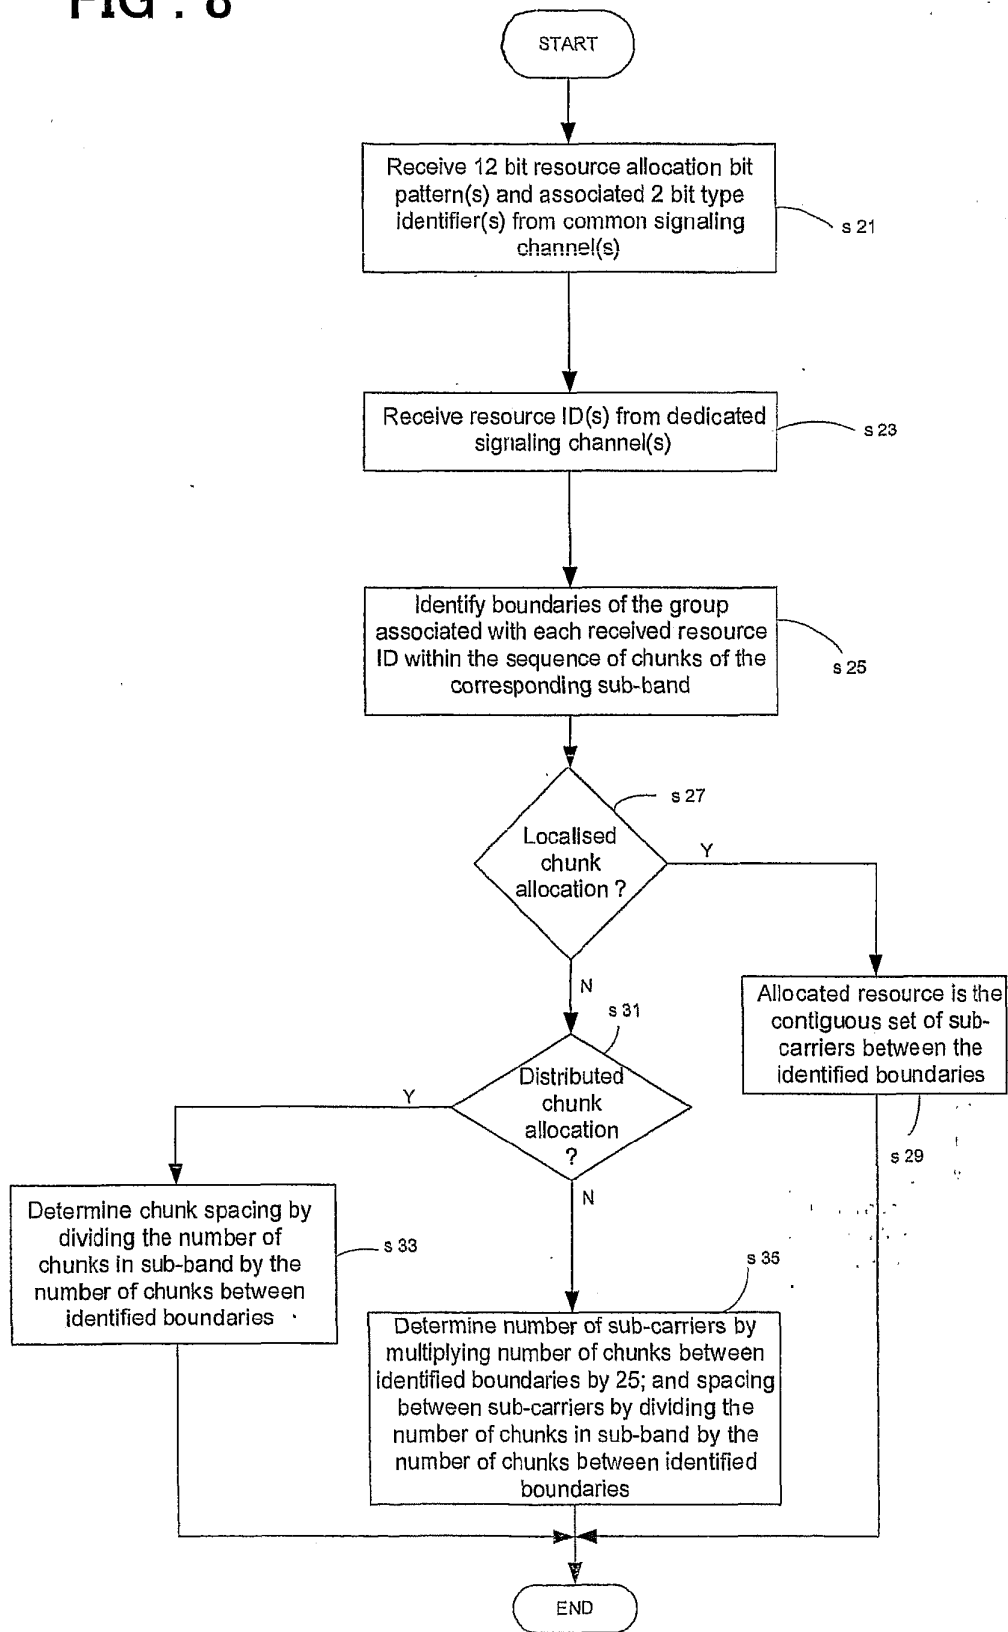 FIG . 8
START
Receive 12 bit resource allocation bit
pattern(s) and associated 2 bit type
identifier(s) from common signaling
channel(s)
s 21
Receive resource ID(s) from dedicated
signaling channel(s)
s 23
Identify boundaries of the group
associated with each received resource
ID within the sequence of chunks of the
corresponding sub-band
s 25
s 27
Localised
chunk
allocation ?
Y
N
Allocated resource is the
contiguous set of sub-
carriers between the
identified boundaries
s 29
s 31
Distributed
chunk
allocation
?
Y
N
Determine chunk spacing by
dividing the number of
chunks in sub-band by the
number of chunks between
identified boundaries
s 33
s 35
Determine number of sub-carriers by
multiplying number of chunks between
identified boundaries by 25; and spacing
between sub-carriers by dividing the
number of chunks in sub-band by the
number of chunks between identified
boundaries
END